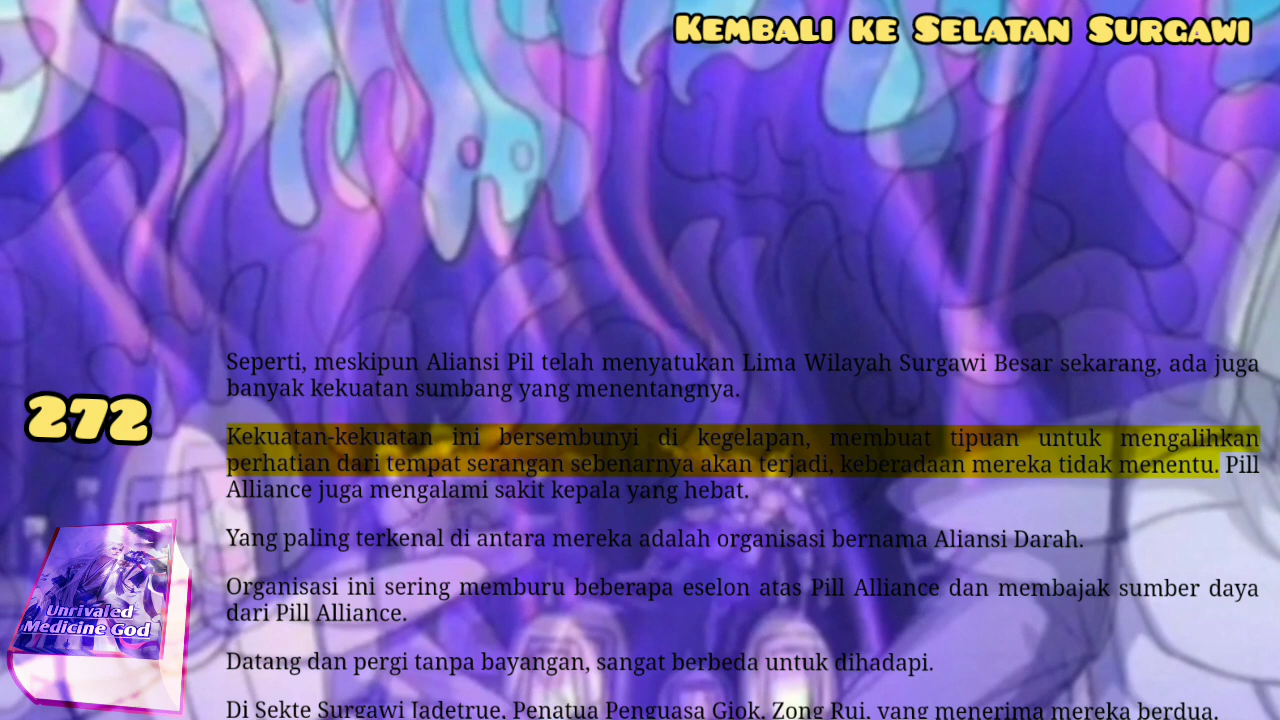 Kembali ke Selatan Surgawi
Seperti, meskipun Aliansi Pil telah menyatukan Lima Wilayah Surgawi Besar sekarang, ada juga
banyak kekuatan sumbang yang menentangnya.
272
Kekuatan-kekuatan ini bersembunyi di kegelapan, membuat tipuan untuk mengalihkan
perhatian dari tempat serangan sebenarnya akan terjadi, keberadaan mereka tidak menentu. Pill
Alliance juga mengalami sakit kepala yang hebat.
Yang paling terkenal di antara mereka adalah organisasi bernama Aliansi Darah.
Organisasi ini sering memburu beberapa eselon atas Pill Alliance dan membajak sumber daya
dari Pill Alliance.
Unrivaled
Medicine God
Datang dan pergi tanpa bayangan, sangat berbeda untuk dihadapi.
Di Sekte Surgawi Jadetrue, Penatua Penguasa Giok, Zong Rui, yang menerima mereka berdua.